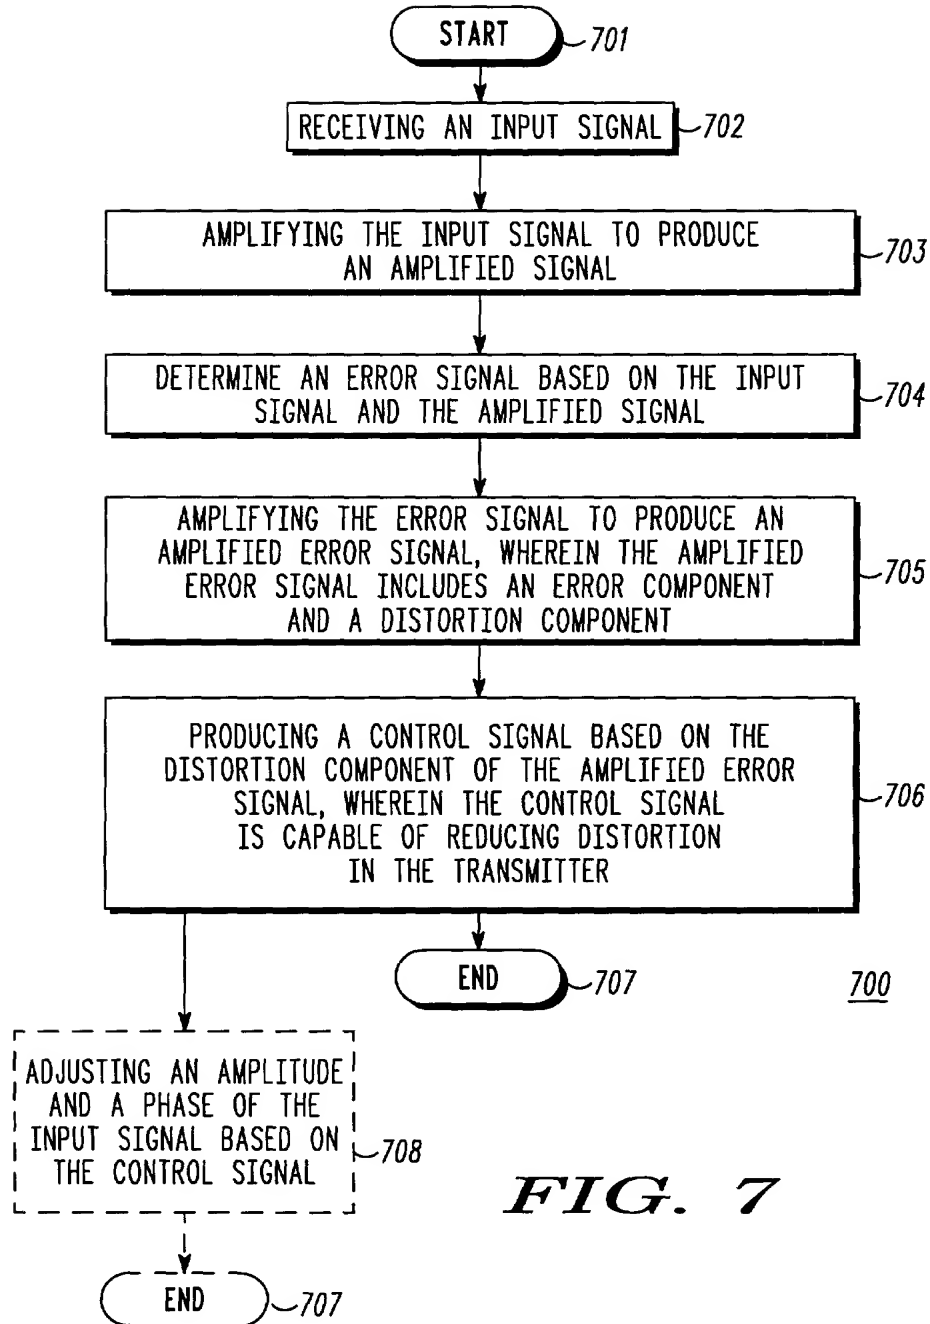 START
701
RECEIVING AN INPUT SIGNAL
702
AMPLIFYING THE INPUT SIGNAL TO PRODUCE
AN AMPLIFIED SIGNAL
703
DETERMINE AN ERROR SIGNAL BASED ON THE INPUT
SIGNAL AND THE AMPLIFIED SIGNAL
704
AMPLIFYING THE ERROR SIGNAL TO PRODUCE AN
AMPLIFIED ERROR SIGNAL, WHEREIN THE AMPLIFIED
ERROR SIGNAL INCLUDES AN ERROR COMPONENT
AND A DISTORTION COMPONENT
705
PRODUCING A CONTROL SIGNAL BASED ON THE
DISTORTION COMPONENT OF THE AMPLIFIED ERROR
SIGNAL, WHEREIN THE CONTROL SIGNAL
IS CAPABLE OF REDUCING DISTORTION
IN THE TRANSMITTER
706
END
707
700
ADJUSTING AN AMPLITUDE
AND A PHASE OF THE
INPUT SIGNAL BASED ON
THE CONTROL SIGNAL
708
FIG. 7
END
707